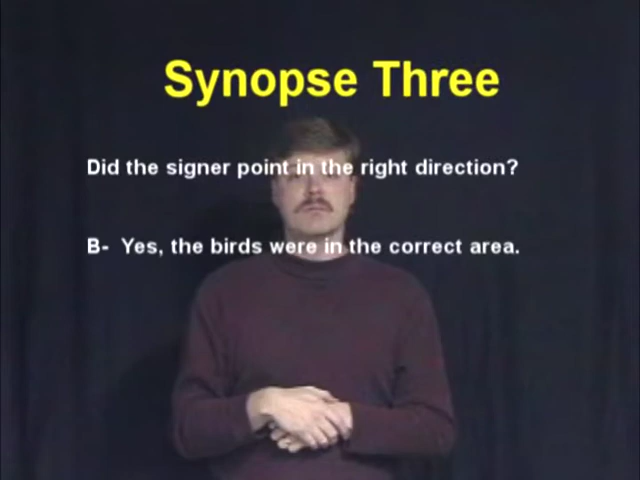 Synopse Three
Did the signer point in the right direction?
B- Yes, the birds were in the correct area.